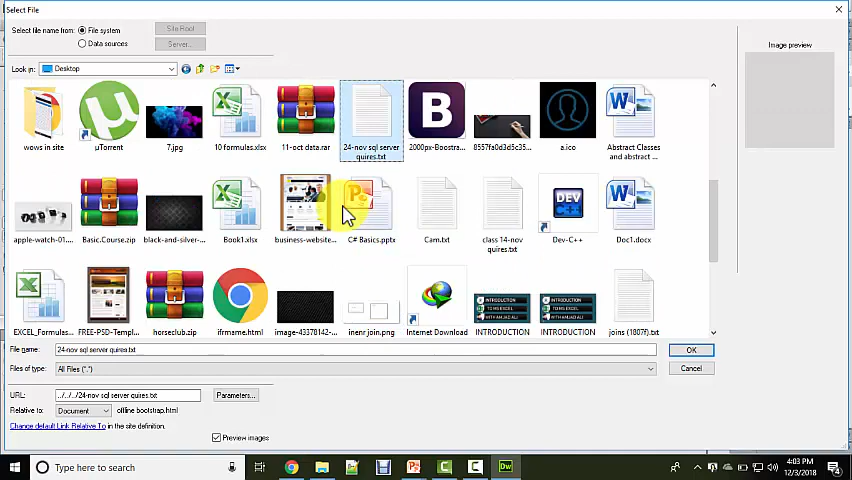 Select File
Select file name from:
File system
Site Root
Data sources
Server...
Image preview
Look in:
Desktop
wows in site
µTorrent
7.jpg
10 formulas.xlsx
11-oct data.rar
24-nov sql server
quires.txt
B
2000px-Boostra...
8557fa0d3d5c35...
a.ico
Abstract Classes
and abstract ...
apple-watch-01....
Basic.Course.zip
black-and-silver-...
Book1.xlsx
business-website...
C# Basics.pptx
Cam.txt
class 14-nov
quires.txt
DEV
Dev-C++
Doc1.docx
EXCEL_Formulas...
FREE-PSD-Templ...
horseclub.zip
ifrmame.html
image-43378142-...
inenr join.png
Internet Download
INTRODUCTION
INTRODUCTION
joins (1807f).txt
File name:
24-nov sql server quires.txt
OK
Files of type:
All Files (*.*)
Cancel
URL:
../../../24-nov sql server quires.txt
Parameters...
Relative to:
Document
offline bootstrap.html
Change default Link Relative To in the site definition.
Preview images
Type here to search
Dw
4:03 PM
12/3/2018
4